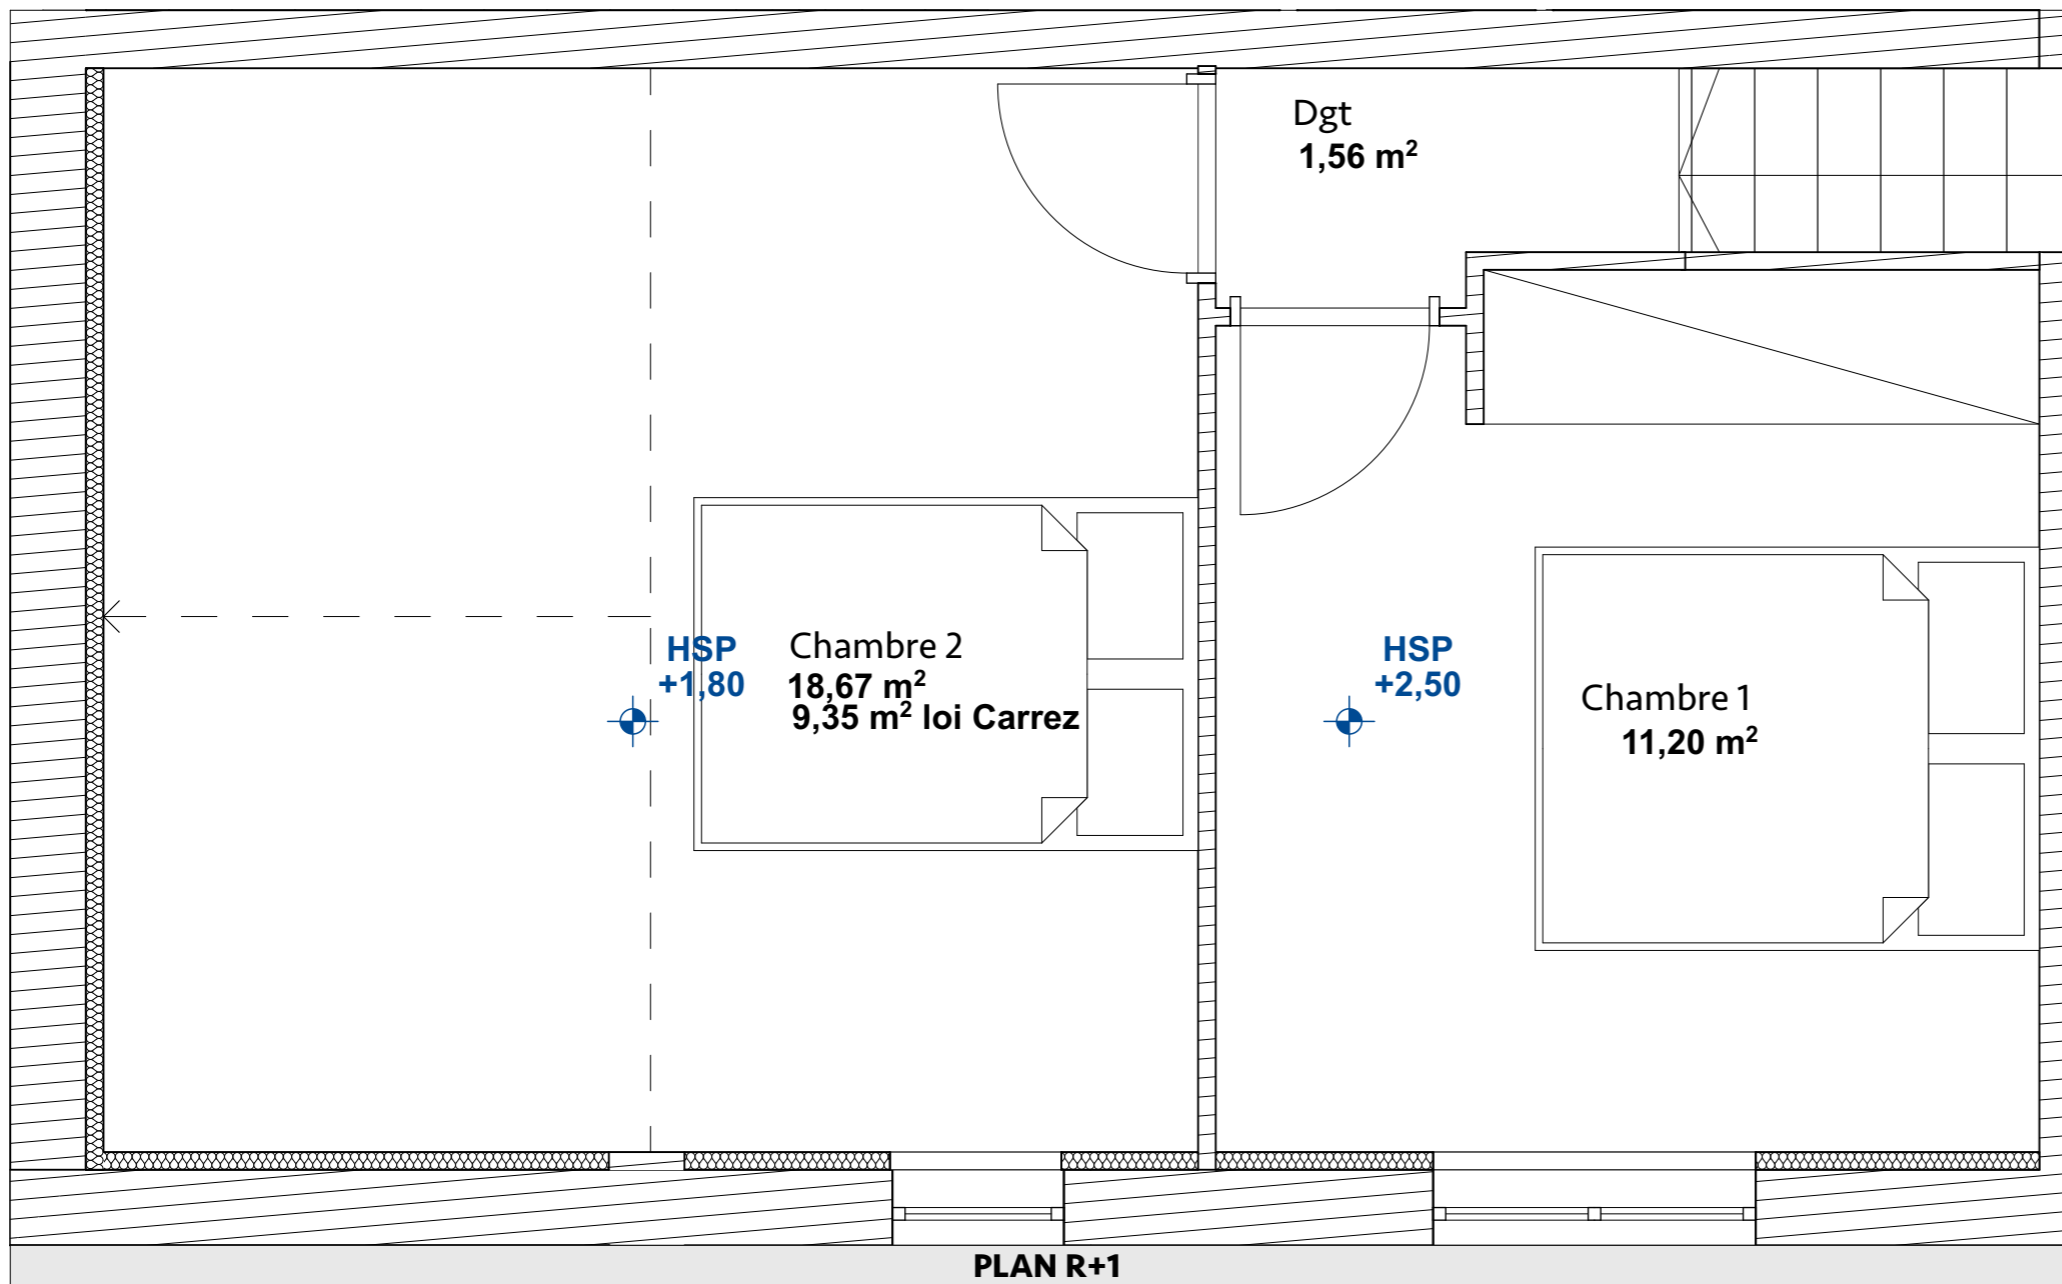 Dgt
1,56 m²
HSP
+1,80
Chambre 2
18,67 m²
9,35 m² loi Carrez
HSP
+2,50
Chambre 1
11,20 m²
PLAN R+1